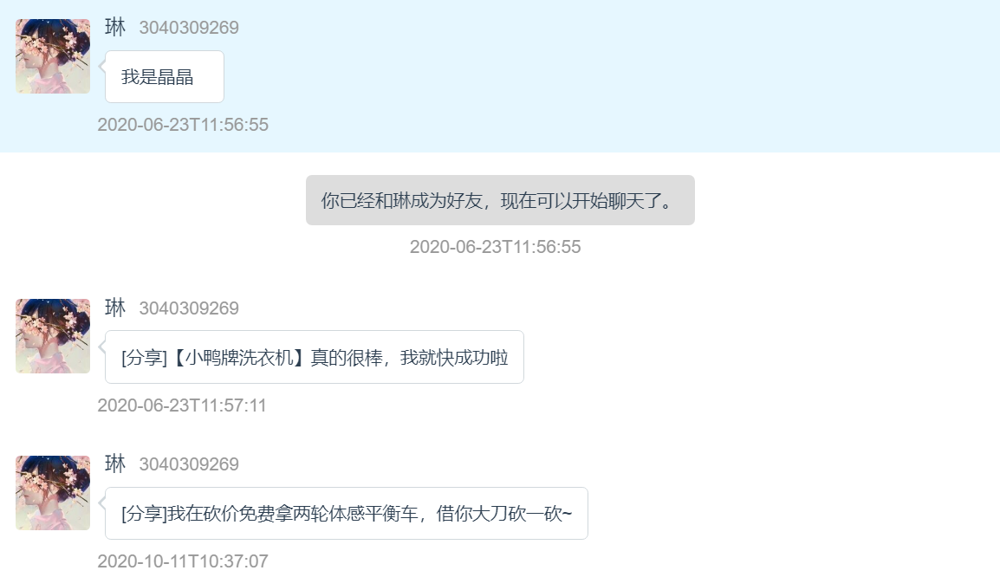 琳 3040309269
我是晶晶
2020-06-23T11:56:55
你已经和琳成为好友，现在可以开始聊天了。
2020-06-23T11:56:55
琳 3040309269
[分享]【小鸭牌洗衣机】真的很棒，我就快成功啦
2020-06-23T11:57:11
琳 3040309269
[分享]我在砍价免费拿两轮体感平衡车，借你大刀砍一砍~
2020-10-11T10:37:07